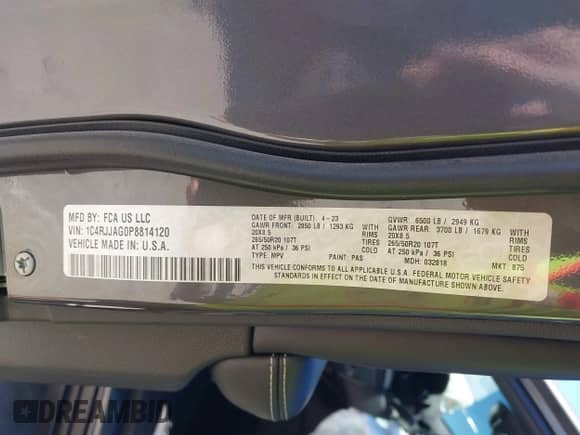 MFD BY: FCA US LLC
VIN: 1C4RJJAG0P8814120
VEHICLE MADE IN U.S.A.
DATE OF MFR (BUILT): 4-23
GAWR FRONT: 2850 LB / 1293 KG
20X8.5
265/50R20 107T
AT 250 kPa / 36 PSI
TYPE: MPV
PAINT: PAS
RIMS
TIRES
COLD
MDH: 032818
GVWR: 6500 LB / 2949 KG
GAWR REAR: 3700 LB / 1679 KG
20X8.5
265/50R20 107T
AT 250 kPa / 36 PSI
RIMS
TIRES
COLD
MKT: 875
THIS VEHICLE CONFORMS TO ALL APPLICABLE U.S.A. FEDERAL MOTOR VEHICLE SAFETY
STANDARDS IN EFFECT ON THE DATE OF MANUFACTURE SHOWN ABOVE.
DREAMBID